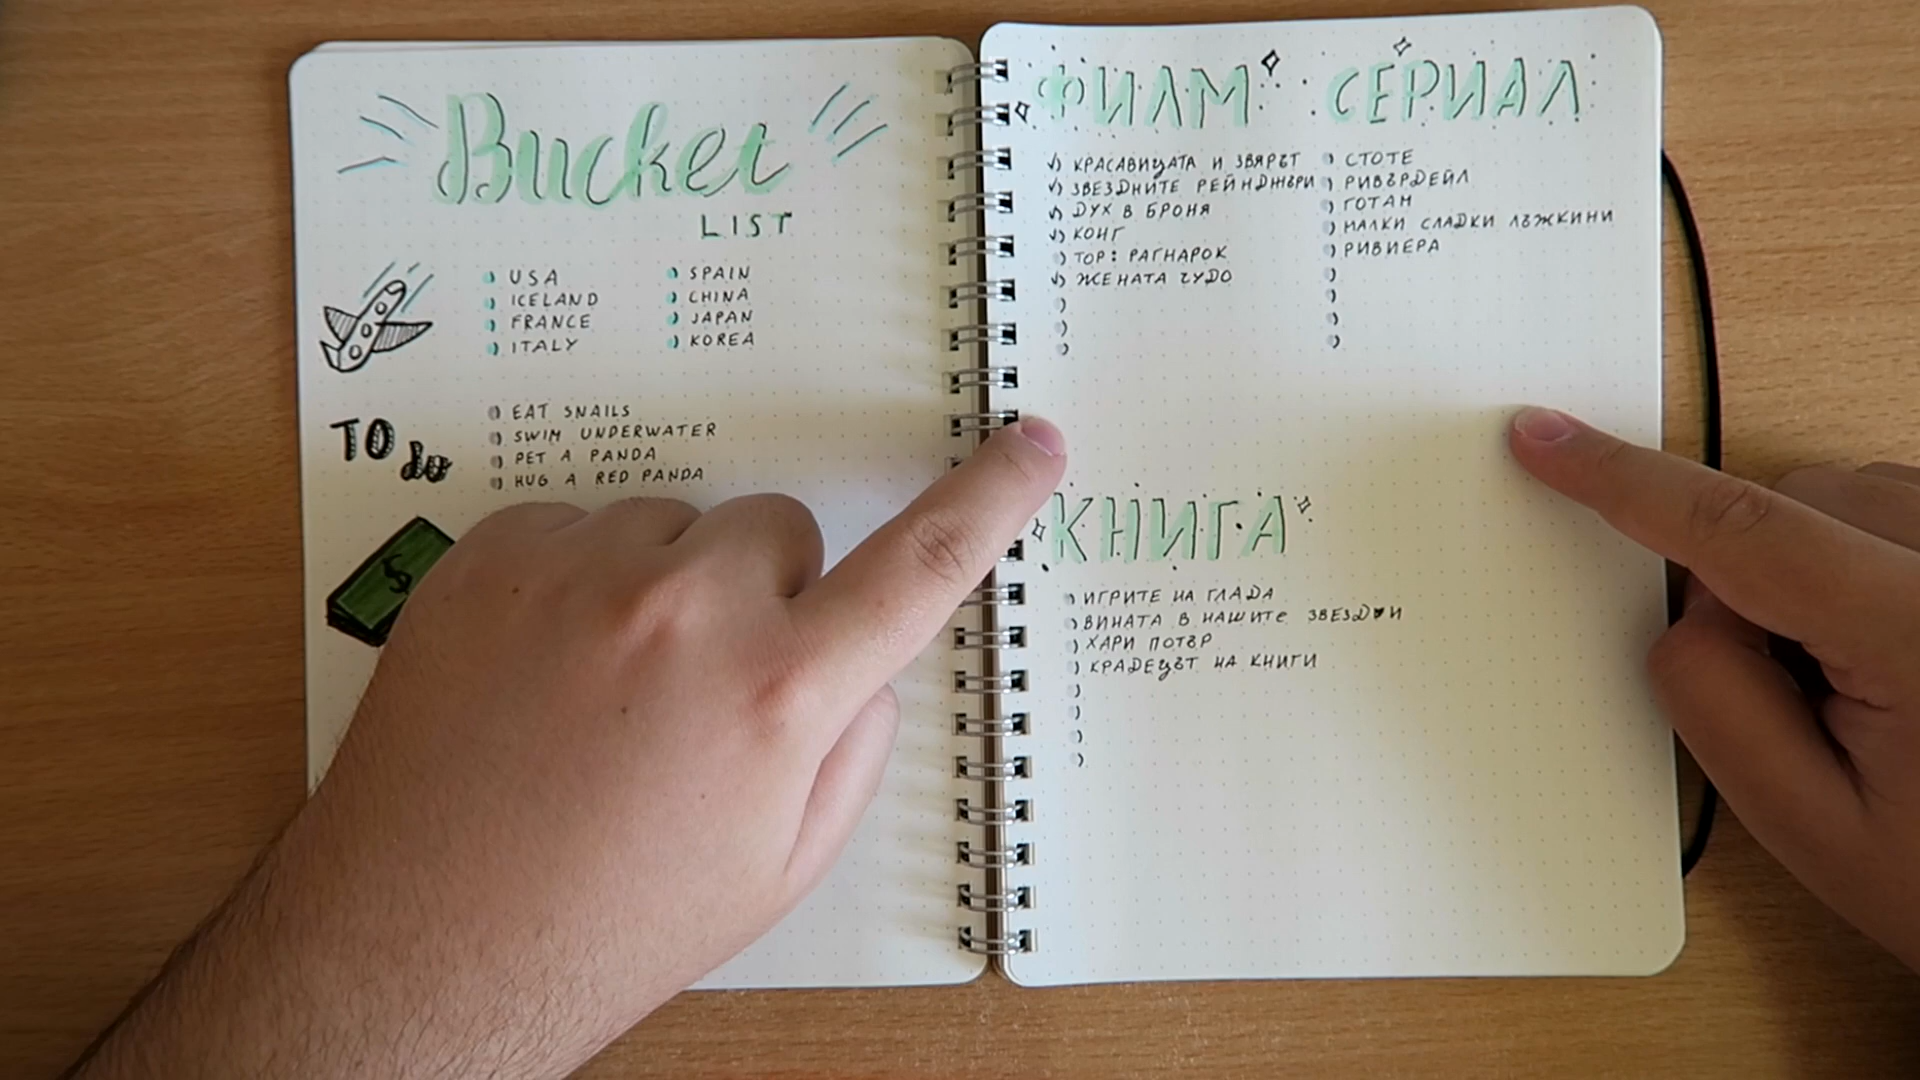 Bucket
LIST
USA
ICELAND
FRANCE
ITALY
SPAIN
CHINA
JAPAN
KOREA
TO do
EAT SNAILS
SWIM UNDERWATER
PET A PANDA
HUG A RED PANDA
$
ФИЛМ
КРАСАВИЦАТА И ЗВЯРЪТ
ЗВЕЗДНИТЕ РЕЙНДЖЪРИ
ДУХ В БРОНЯ
КОНГ
ТОР: РАГНАРОК
ЖЕНАТА ЧУДО
СЕРИАЛ
СТОТЕ
РИВЪРДЕЙЛ
ГОТАМ
МАЛКИ СЛАДКИ ЛЪЖКИНИ
РИВИЕРА
КНИГА
ИГРИТЕ НА ГЛАДА
ВИНАТА В НАШИТЕ ЗВЕЗДИ
ХАРИ ПОТЪР
КРАДЕЦЪТ НА КНИГИ